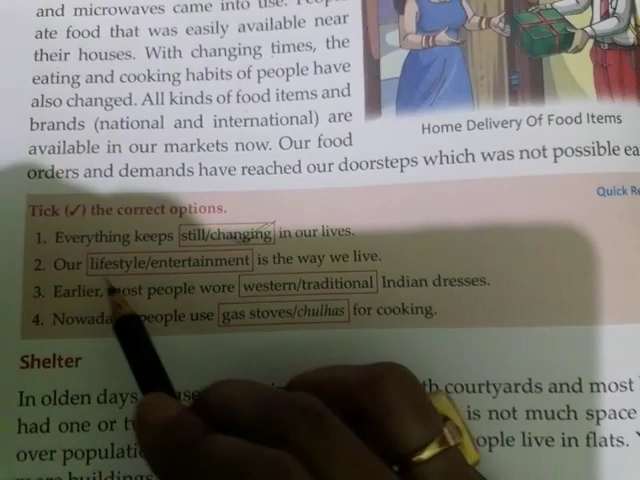 and microwaves came into use.
ate food that was easily available near
their houses. With changing times, the
eating and cooking habits of people have
also changed. All kinds of food items and
brands (national and international) are
available in our markets now. Our food
orders and demands have reached our doorsteps which was not possible
Home Delivery Of Food Items
Quick
Tick (✓) the correct options.
1. Everything keeps still/changing in our lives.
2. Our lifestyle/entertainment is the way we live.
3. Earlier, most people wore western/traditional Indian dresses.
4. people use gas stoves/chulhas for cooking.
Shelter
In olden days courtyards and most
had one or is not much space
over people live in flats.
buildings